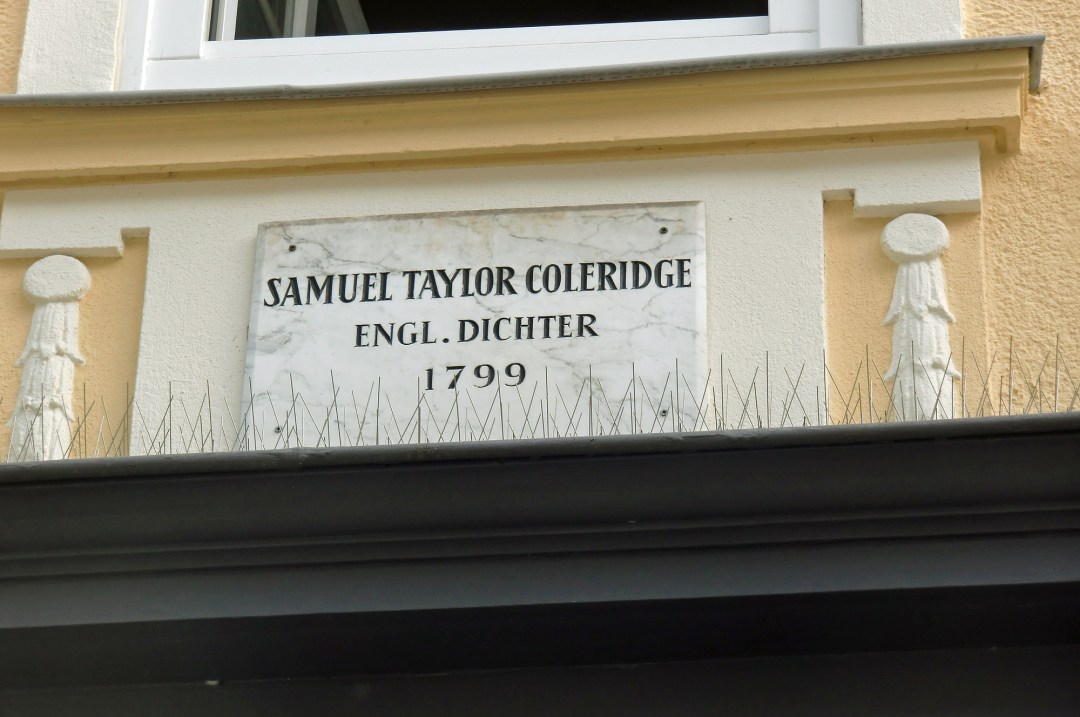 SAMUEL TAYLOR COLERIDGE
ENGL. DICHTER
1799